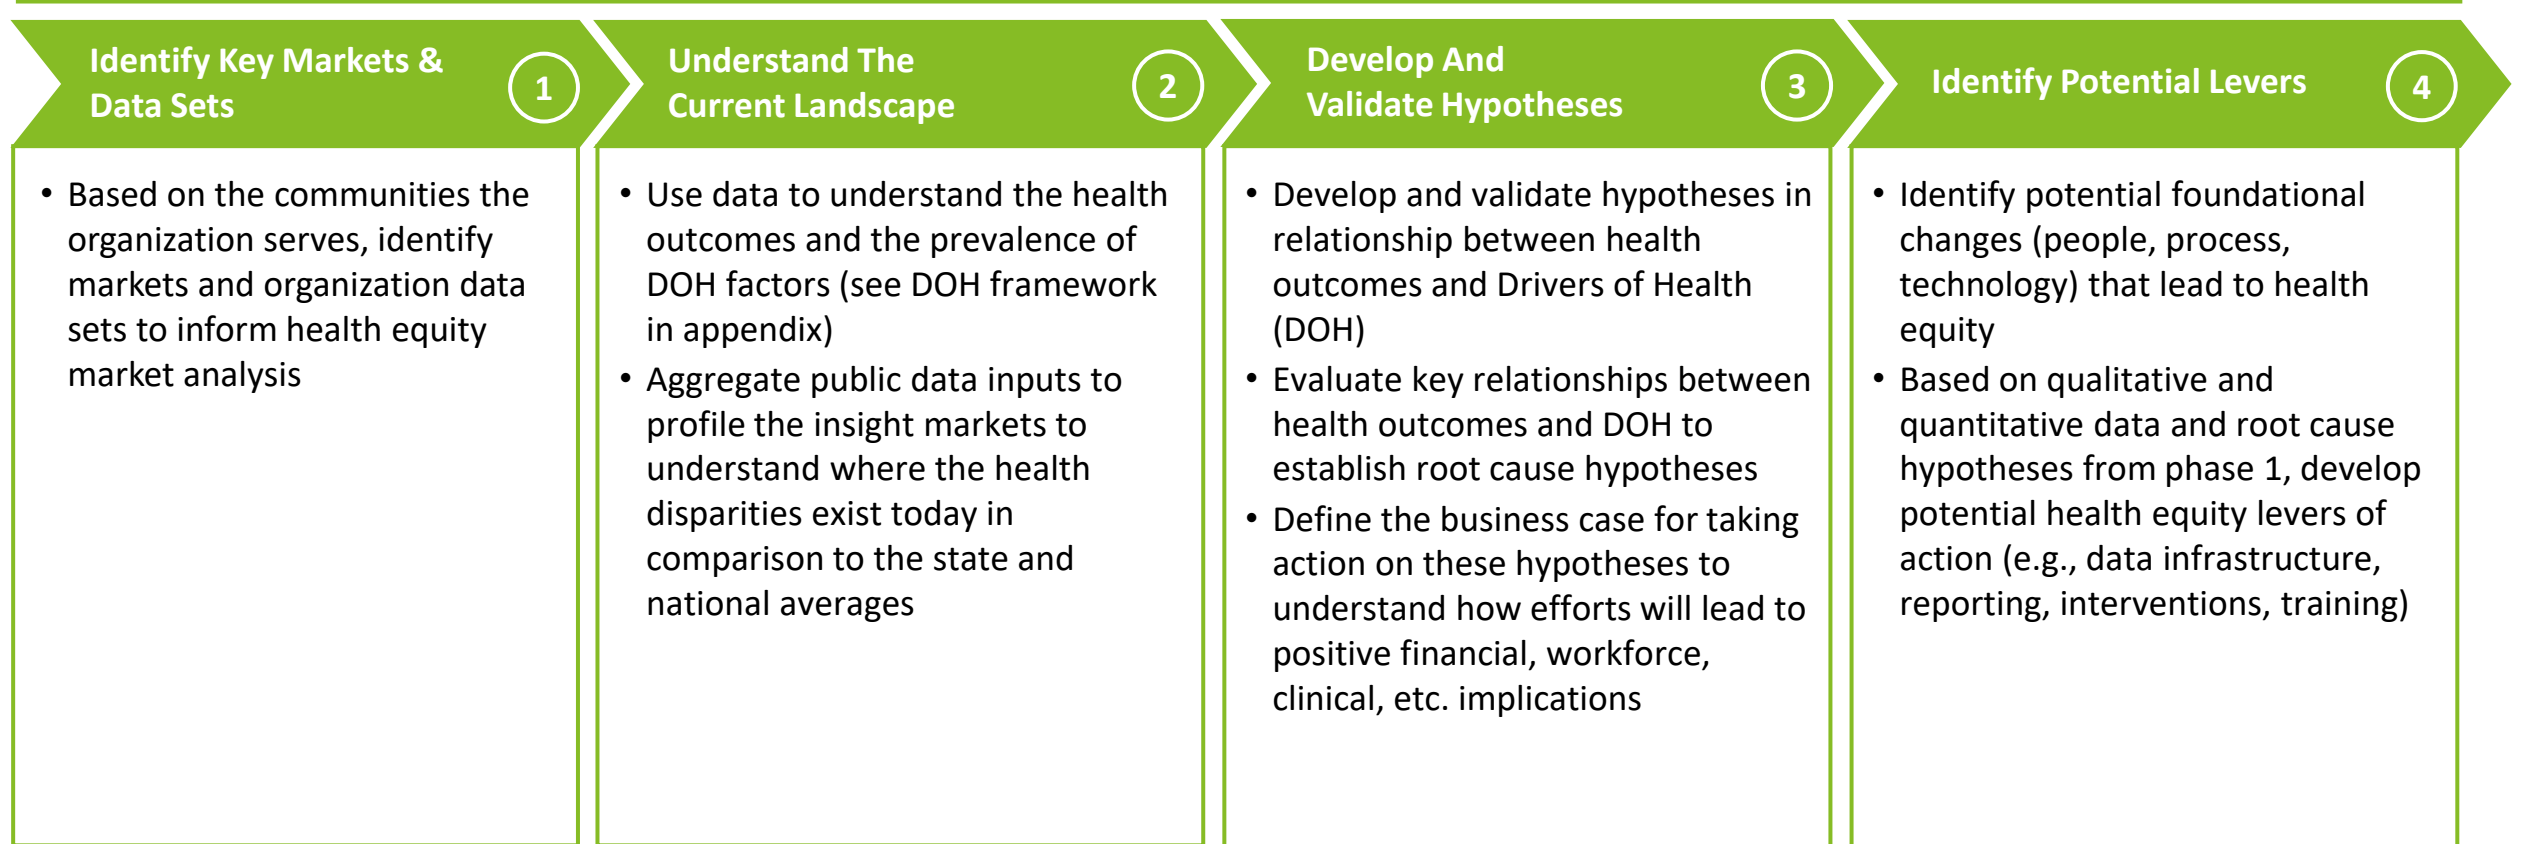 Identify Key Markets &
Data Sets
1
• Based on the communities the
organization serves, identify
markets and organization data
sets to inform health equity
market analysis
Understand The
Current Landscape
2
• Use data to understand the health
outcomes and the prevalence of
DOH factors (see DOH framework
in appendix)
• Aggregate public data inputs to
profile the insight markets to
understand where the health
disparities exist today in
comparison to the state and
national averages
Develop And
Validate Hypotheses
3
• Develop and validate hypotheses in
relationship between health
outcomes and Drivers of Health
(DOH)
• Evaluate key relationships between
health outcomes and DOH to
establish root cause hypotheses
• Define the business case for taking
action on these hypotheses to
understand how efforts will lead to
positive financial, workforce,
clinical, etc. implications
Identify Potential Levers
4
• Identify potential foundational
changes (people, process,
technology) that lead to health
equity
• Based on qualitative and
quantitative data and root cause
hypotheses from phase 1, develop
potential health equity levers of
action (e.g., data infrastructure,
reporting, interventions, training)